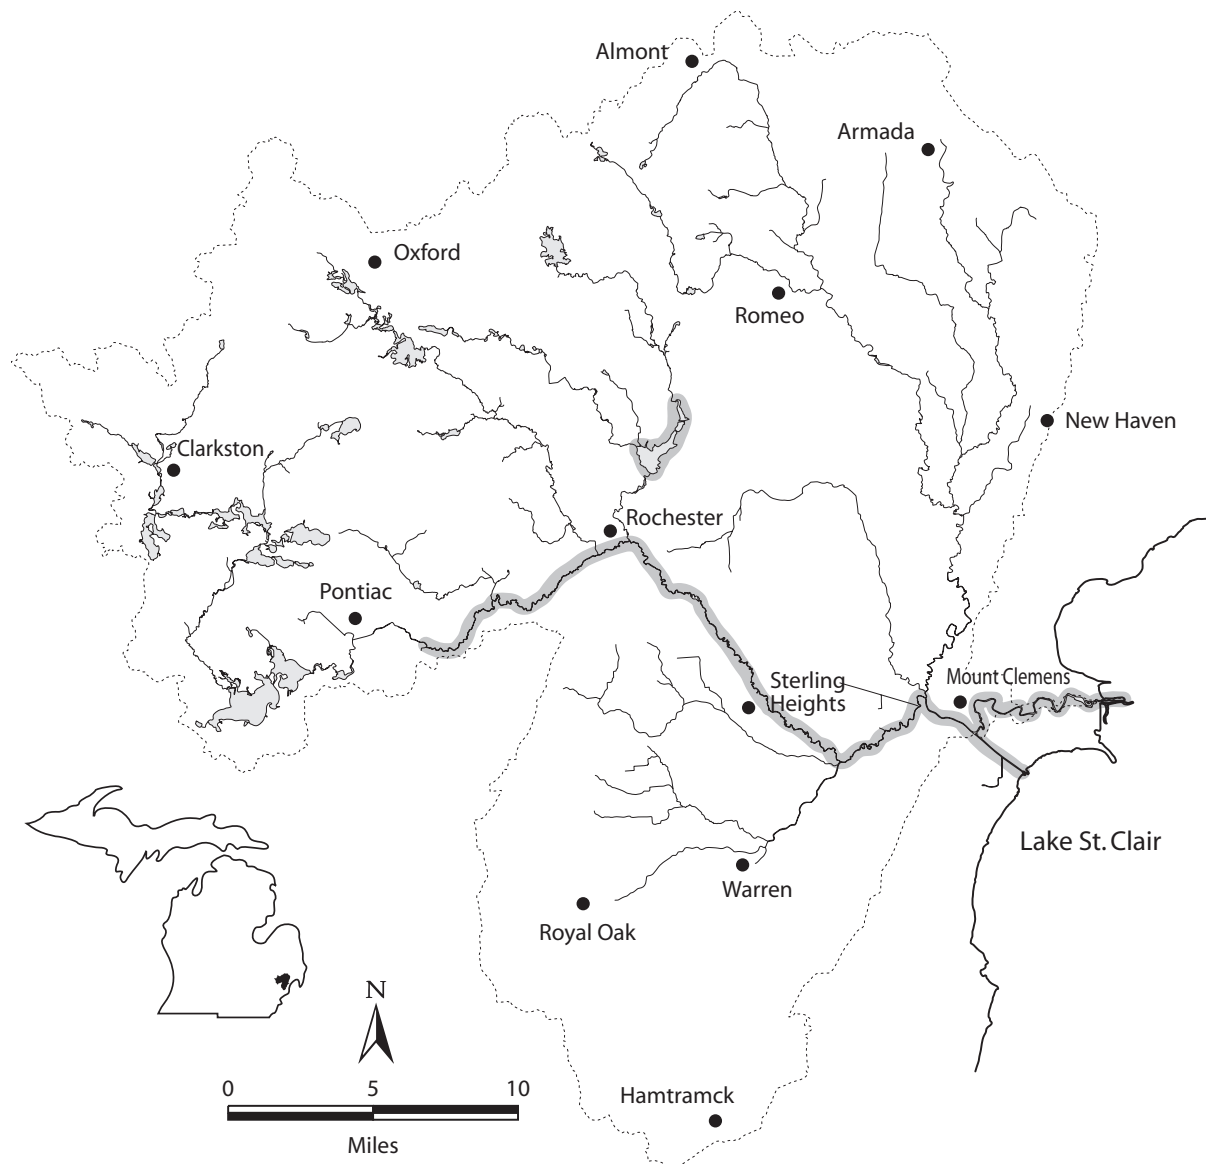 Almont
Armada
Oxford
Romeo
New Haven
Clarkston
Rochester
Pontiac
Mount Clemens
Sterling
Heights
Lake St. Clair
Warren
Royal Oak
N
0 5 10
Miles
Hamtramck